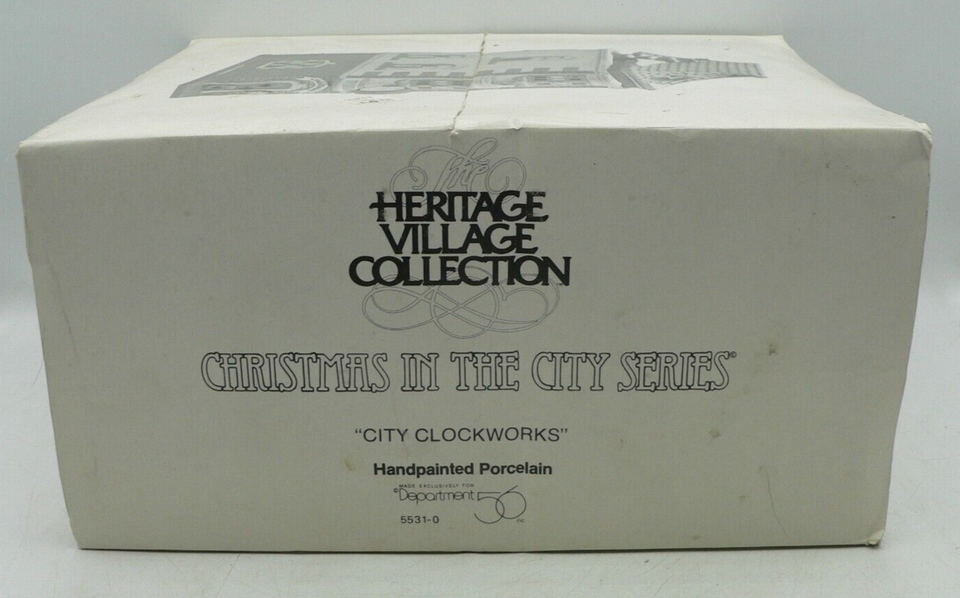 The
HERITAGE
VILLAGE
COLLECTION
CHRISTMAS IN THE CITY SERIES©
"CITY CLOCKWORKS"
Handpainted Porcelain
MADE EXCLUSIVELY FOR
©Department 56 INC.
5531-0